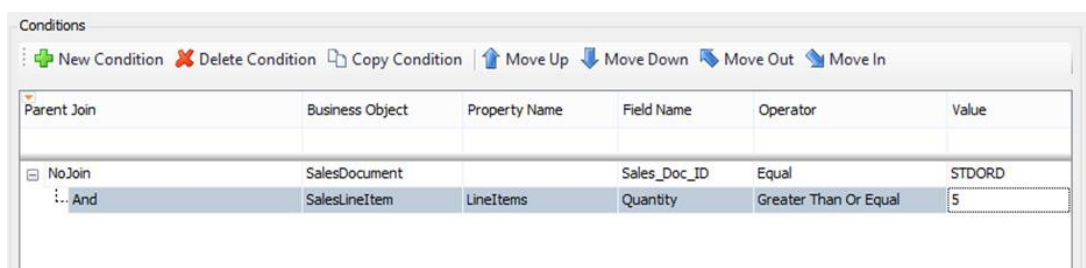 Conditions
New Condition Delete Condition Copy Condition Move Up Move Down Move Out Move In
Parent Join Business Object Property Name Field Name Operator Value
NoJoin SalesDocument Sales_Doc_ID Equal STDORD
And SalesLineItem LineItems Quantity Greater Than Or Equal 5